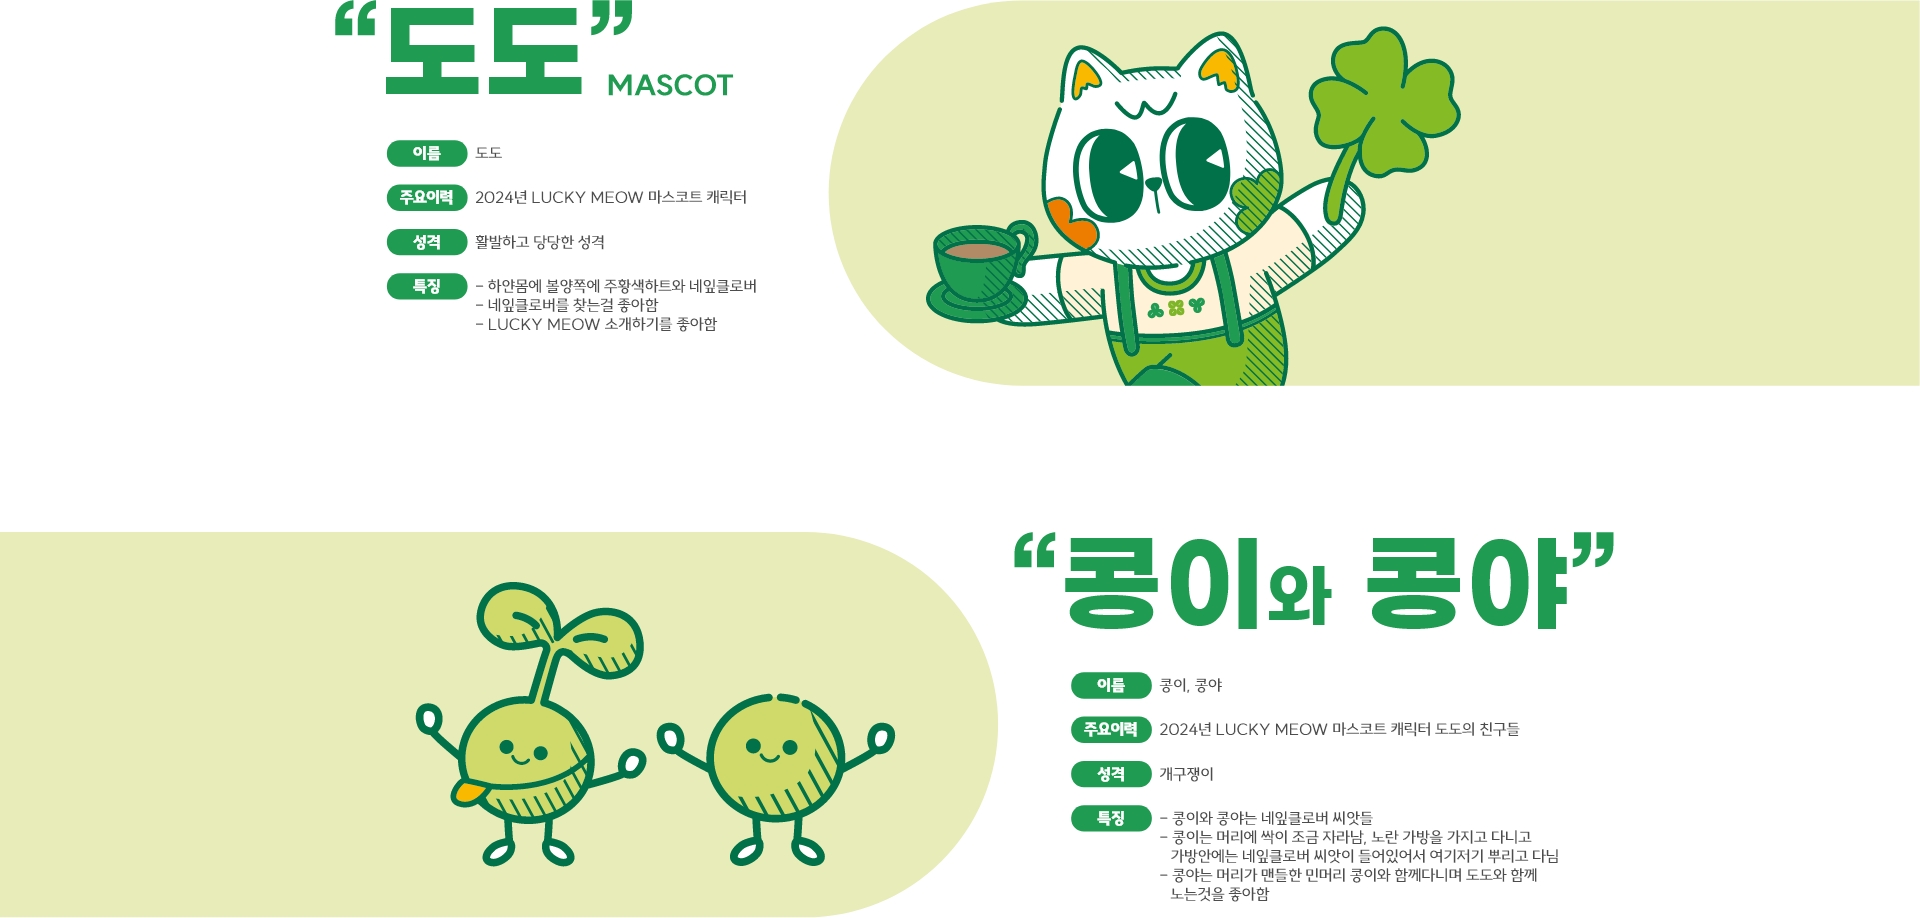 “도도” MASCOT
이름 도도
주요이력 2024년 LUCKY MEOW 마스코트 캐릭터
성격 활발하고 당당한 성격
특징 – 하얀몸에 볼양쪽에 주황색하트와 네잎클로버
– 네잎클로버를 찾는걸 좋아함
– LUCKY MEOW 소개하기를 좋아함
“콩이와 콩야”
이름 콩이, 콩야
주요이력 2024년 LUCKY MEOW 마스코트 캐릭터 도도의 친구들
성격 개구쟁이
특징 – 콩이와 콩야는 네잎클로버 씨앗들
– 콩이는 머리에 싹이 조금 자라남, 노란 가방을 가지고 다니고
가방안에는 네잎클로버 씨앗이 들어있어서 여기저기 뿌리고 다님
– 콩야는 머리가 맨들한 민머리 콩이와 함께다니며 도도와 함께
노는것을 좋아함